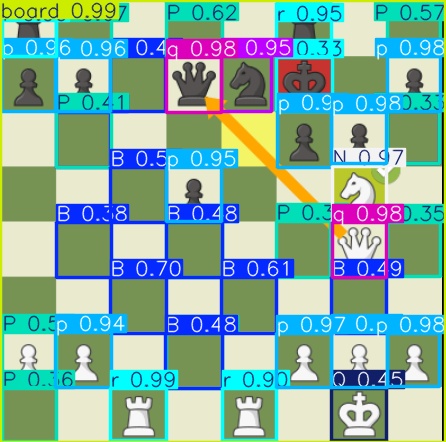 board 0.99
P 0.62
r 0.95
P 0.57
p 0.96
0.96
0.4
q 0.98
0.95
0.33
p 0.98
P 0.41
p 0.9
p 0.98
0.33
B 0.5
p 0.95
N 0.97
B 0.38
B 0.48
P 0.3
q 0.98
0.35
B 0.70
B 0.61
B 0.49
P 0.5
p 0.94
B 0.48
p 0.97
p 0.98
P 0.36
r 0.99
r 0.90
Q 0.45